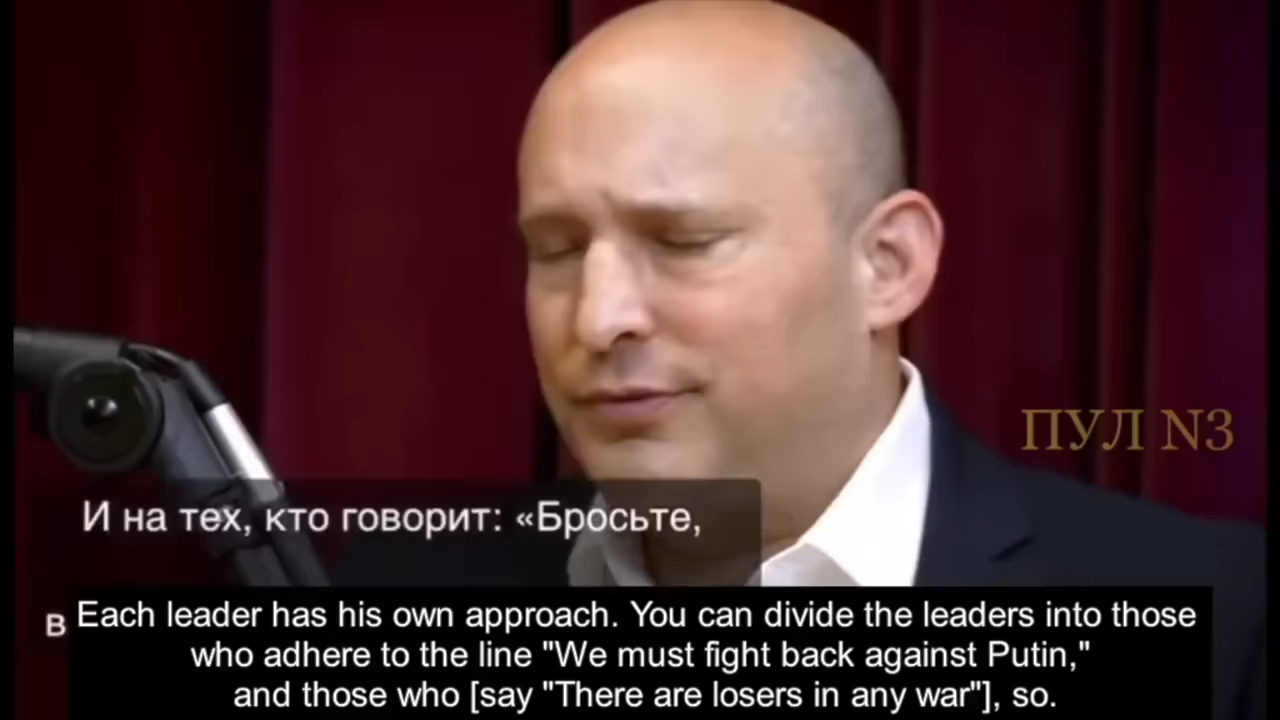 ПУЛ N3
И на тех, кто говорит: «Бросьте,
в
Each leader has his own approach. You can divide the leaders into those
who adhere to the line "We must fight back against Putin,"
and those who [say "There are losers in any war"], so.